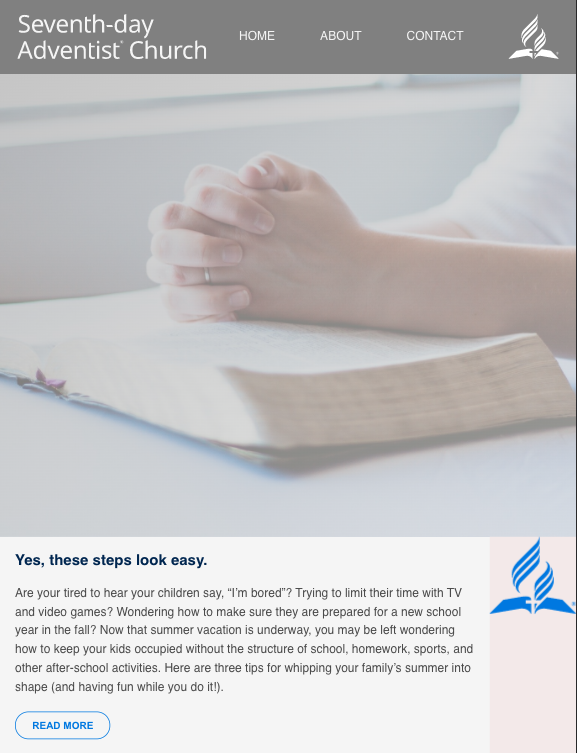 Seventh-day
Adventist® Church
HOME ABOUT CONTACT
Yes, these steps look easy.
Are your tired to hear your children say, “I’m bored”? Trying to limit their time with TV
and video games? Wondering how to make sure they are prepared for a new school
year in the fall? Now that summer vacation is underway, you may be left wondering
how to keep your kids occupied without the structure of school, homework, sports, and
other after-school activities. Here are three tips for whipping your family’s summer into
shape (and having fun while you do it!).
READ MORE